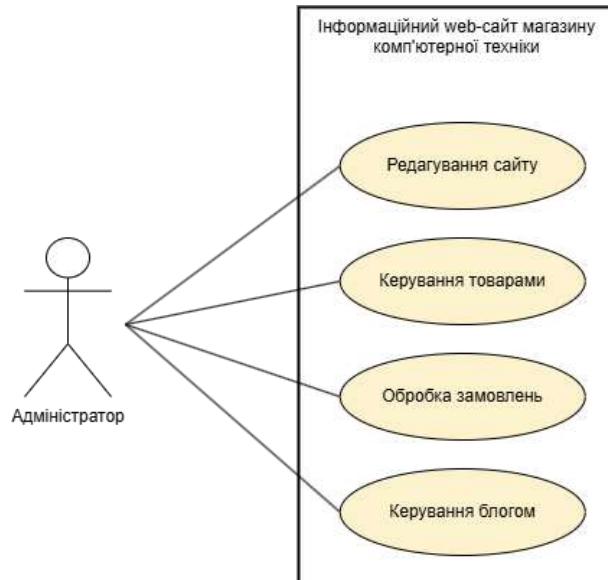 Інформаційний web-сайт магазину
комп'ютерної техніки
Редагування сайту
Керування товарами
Обробка замовлень
Керування блогом
Адміністратор